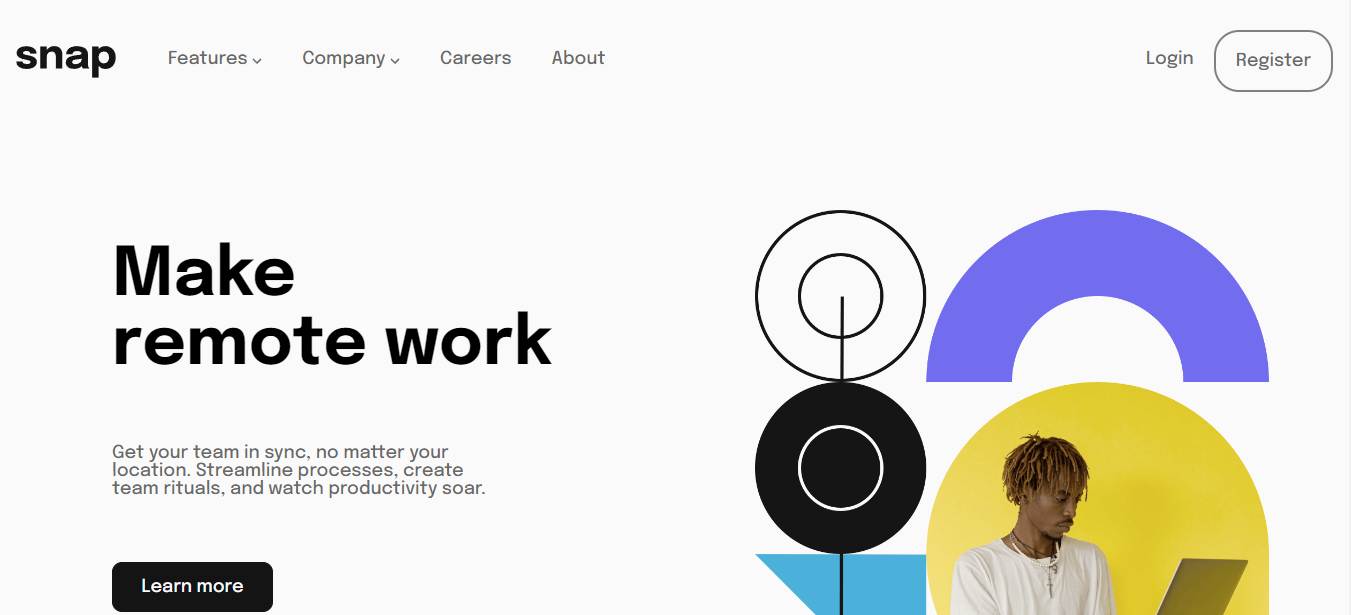 snap
Features
Company
Careers
About
Login
Register
Make
remote work
Get your team in sync, no matter your
location. Streamline processes, create
team rituals, and watch productivity soar.
Learn more